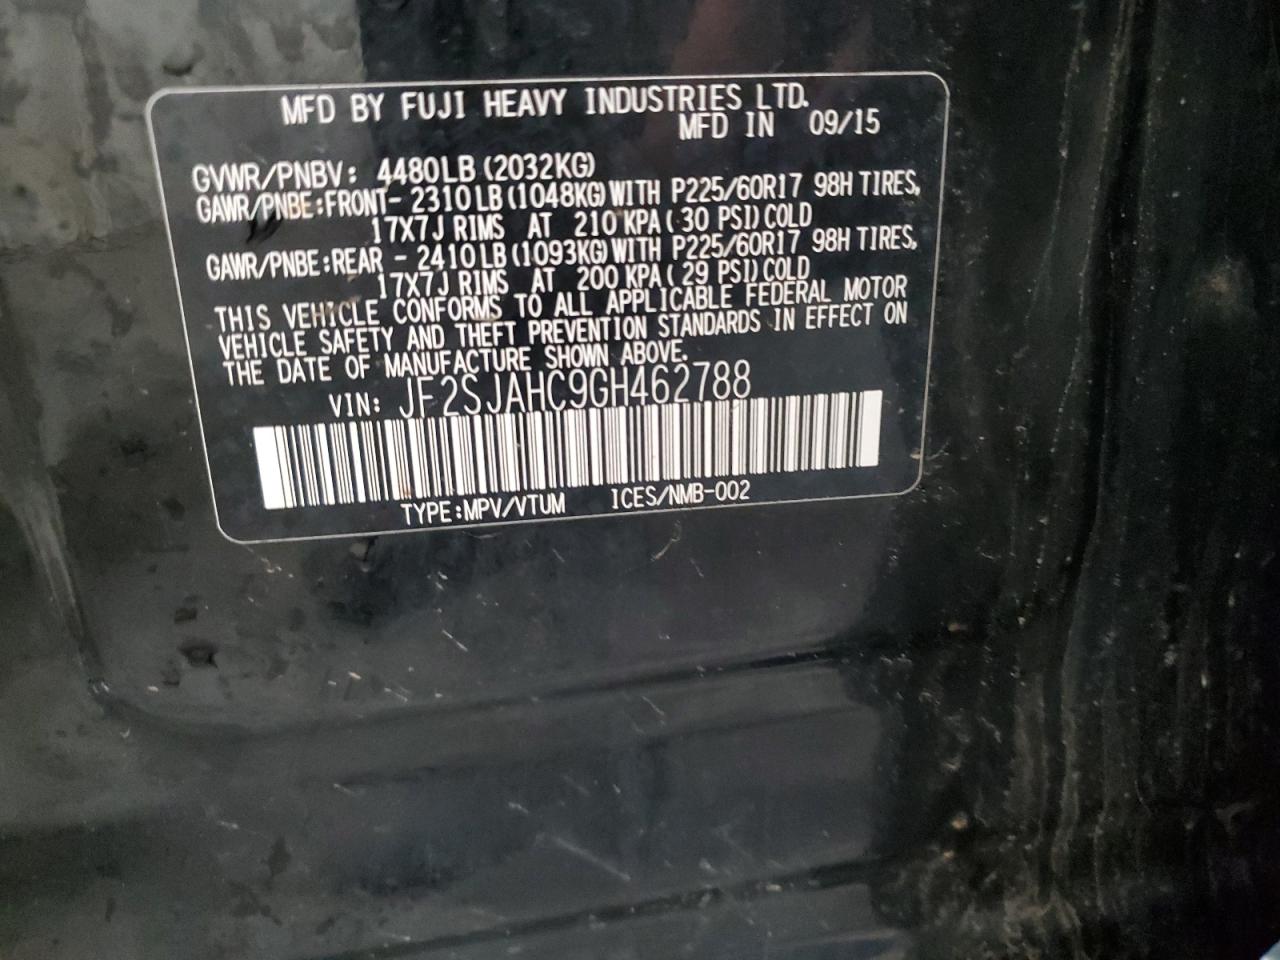 MFD BY FUJI HEAVY INDUSTRIES LTD.
MFD IN 09/15
GVWR/PNBV: 4480LB (2032KG)
GAWR/PNBE:FRONT- 2310LB (1048KG) WITH P225/60R17 98H TIRES,
17X7J RIMS AT 210 KPA ( 30 PSI) COLD
GAWR/PNBE:REAR - 2410LB (1093KG) WITH P225/60R17 98H TIRES,
17X7J RIMS AT 200 KPA ( 29 PSI) COLD
THIS VEHICLE CONFORMS TO ALL APPLICABLE FEDERAL MOTOR
VEHICLE SAFETY AND THEFT PREVENTION STANDARDS IN EFFECT ON
THE DATE OF MANUFACTURE SHOWN ABOVE.
VIN: JF2SJAHC9GH462788
TYPE:MPV/VTUM ICES/NMB-002